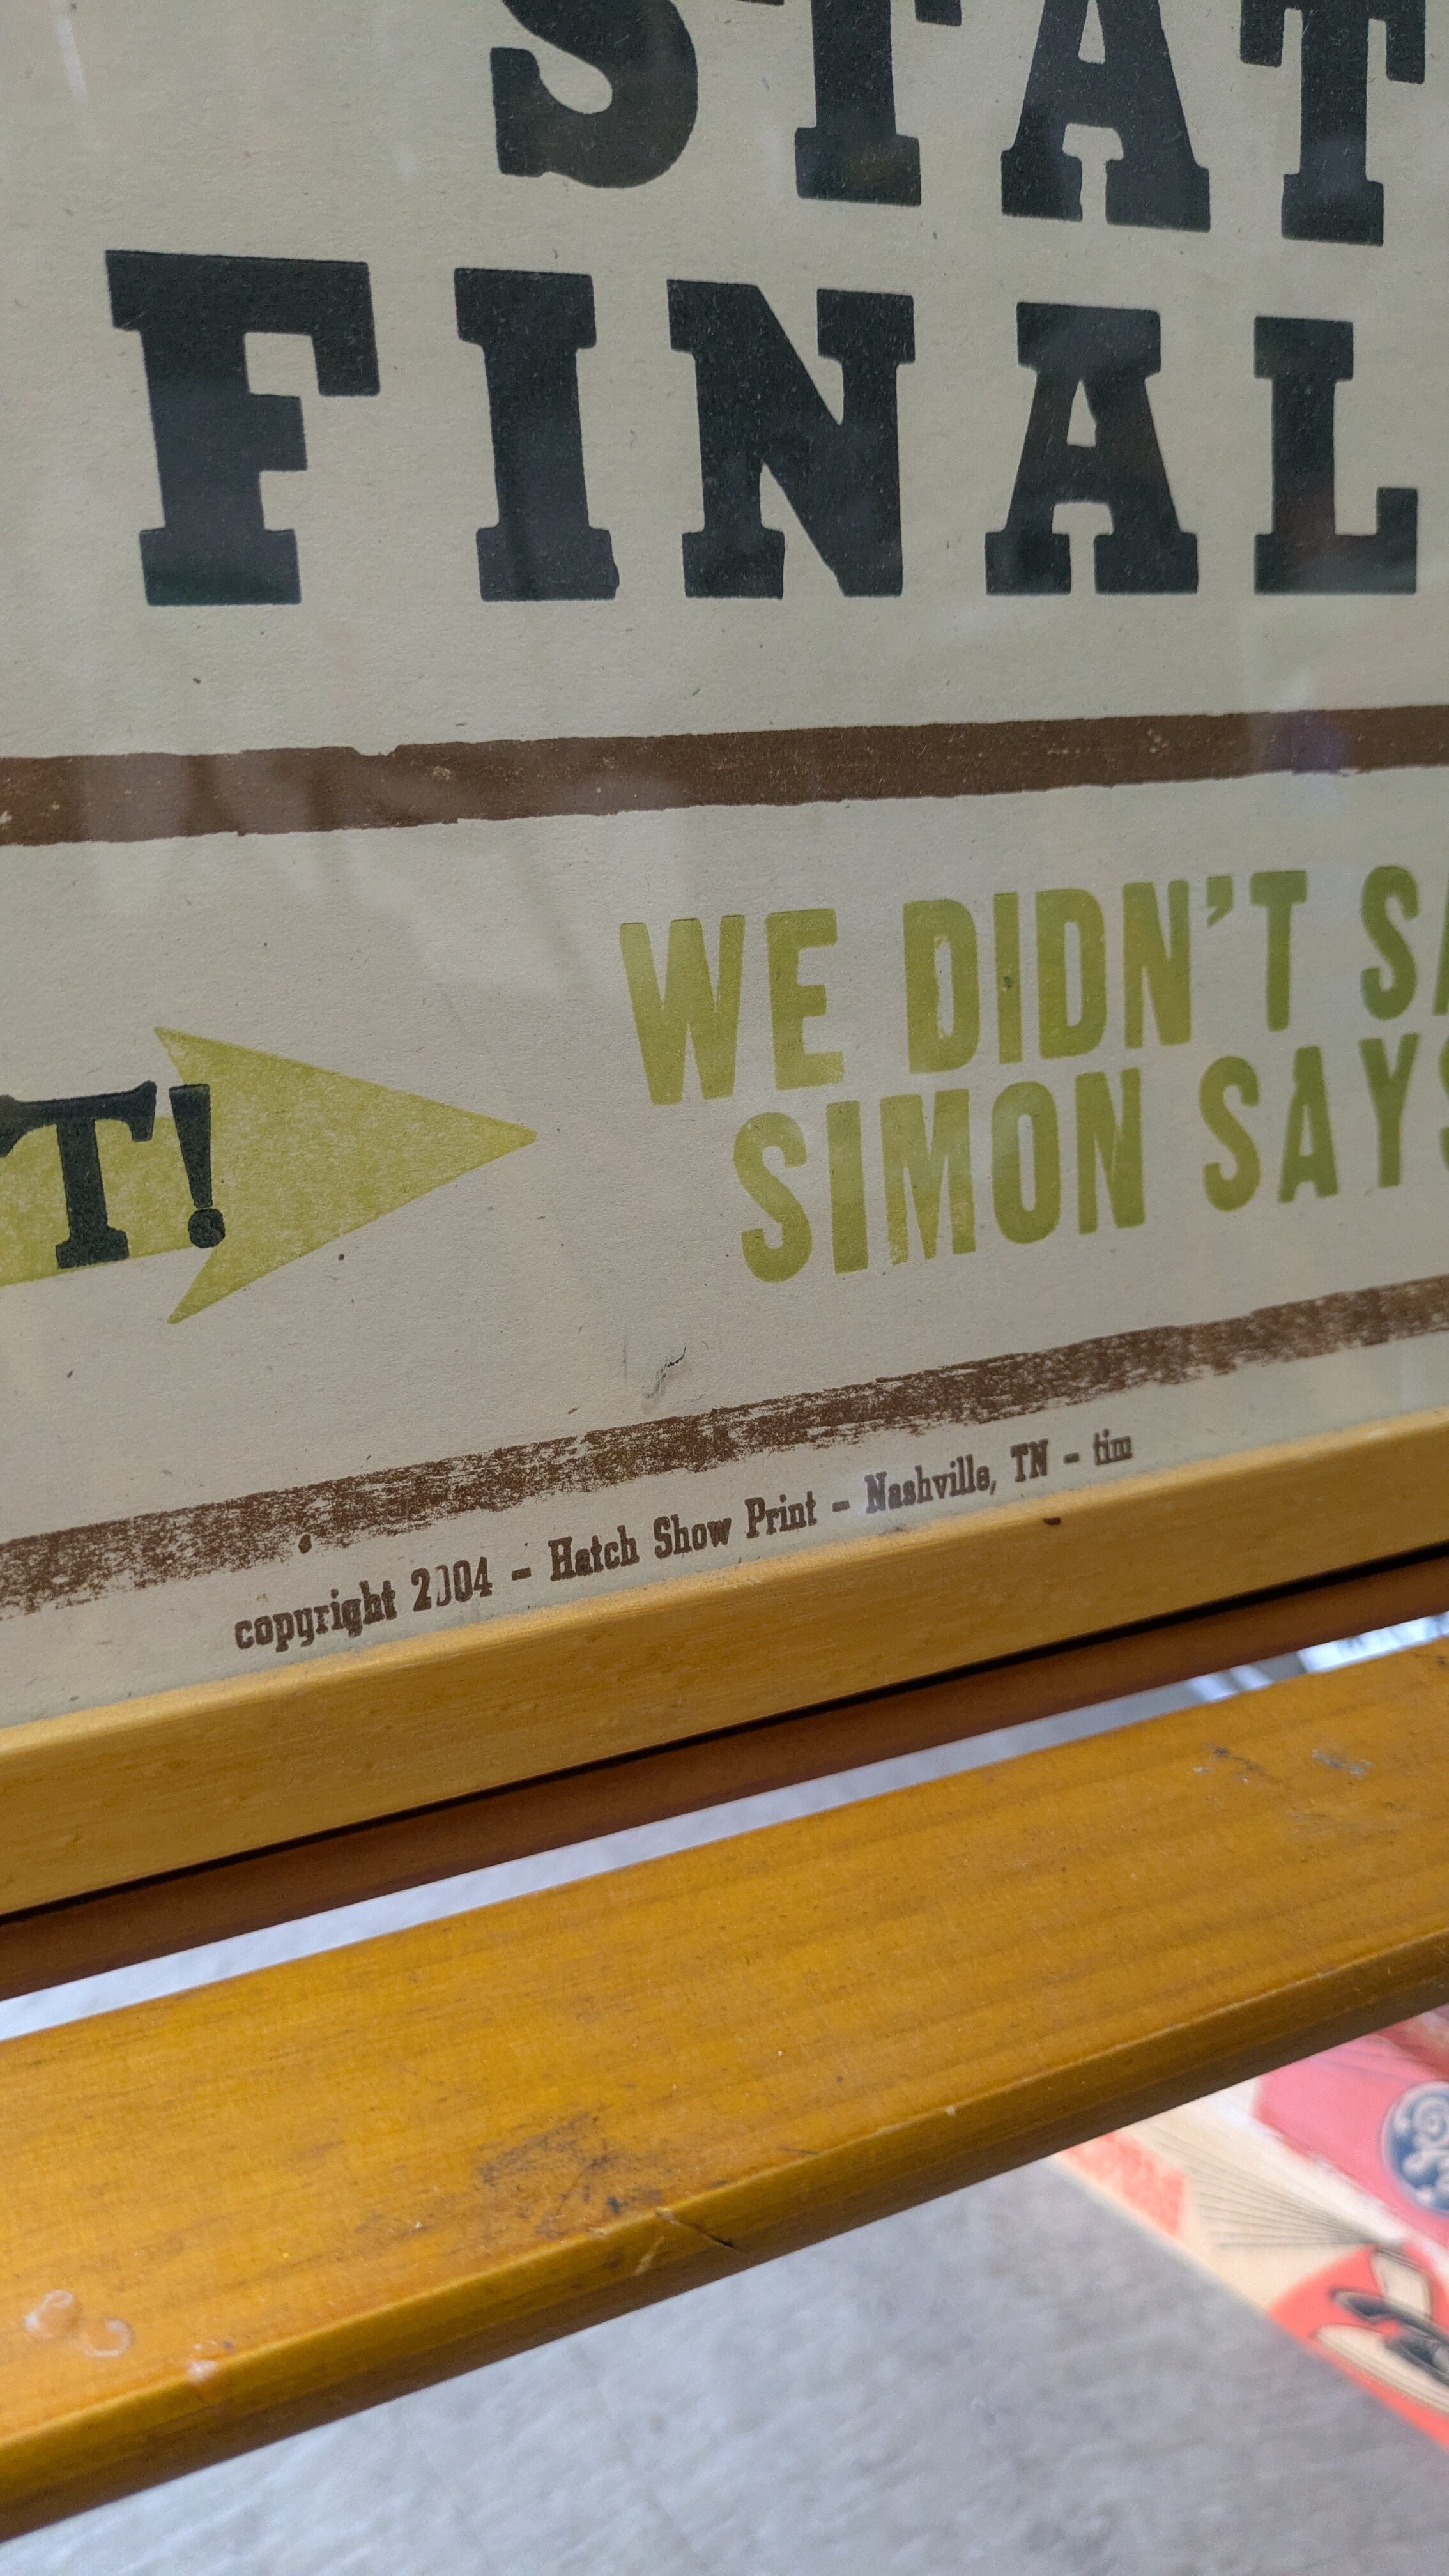 STAT
FINAL
T!
WE DIDN'T SA
SIMON SAYS
copyright 2004 - Hatch Show Print - Nashville, TN - tim